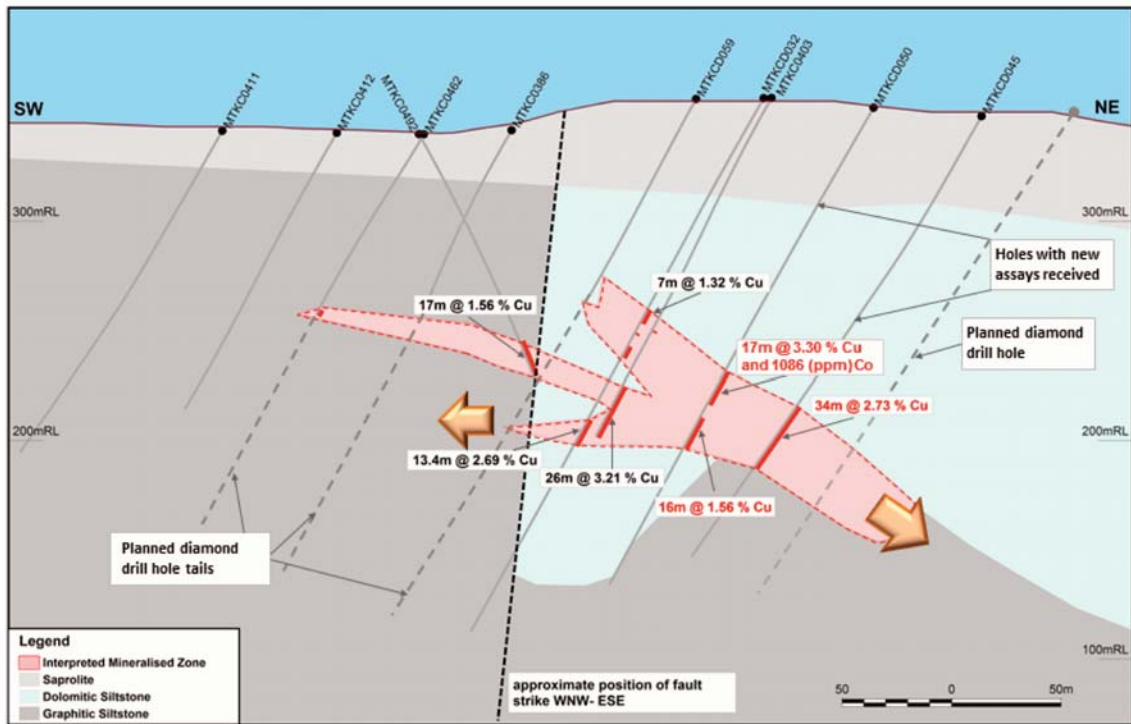 MTKC0411
MTKC0412
MTKC0492
MTKC0462
MTKC0386
MTKCD059
MTKCD032
MTKC0403
MTKCD050
MTKCD045
SW
NE
300mRL
300mRL
Holes with new
assays received
7m @ 1.32 % Cu
17m @ 1.56 % Cu
Planned diamond
drill hole
17m @ 3.30 % Cu
and 1086 (ppm)Co
34m @ 2.73 % Cu
200mRL
200mRL
13.4m @ 2.69 % Cu
26m @ 3.21 % Cu
16m @ 1.56 % Cu
Planned diamond
drill hole tails
Legend
Interpreted Mineralised Zone
Saprolite
Dolomitic Siltstone
Graphitic Siltstone
approximate position of fault
strike WNW- ESE
100mRL
50 0 50m